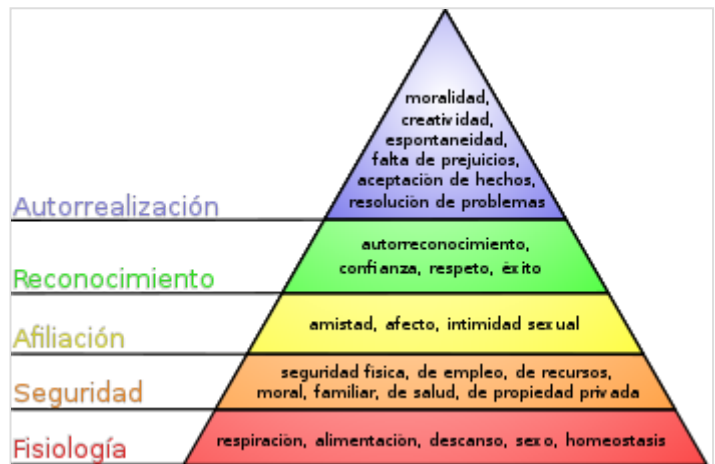 moralidad,
creatividad,
espontaneidad,
falta de prejuicios,
aceptación de hechos,
resolución de problemas
Autorrealización
autorreconocimiento,
confianza, respeto, éxito
Reconocimiento
amistad, afecto, intimidad sexual
Afiliación
seguridad física, de empleo, de recursos,
moral, familiar, de salud, de propiedad privada
Seguridad
respiración, alimentación, descanso, sexo, homeostasis
Fisiología